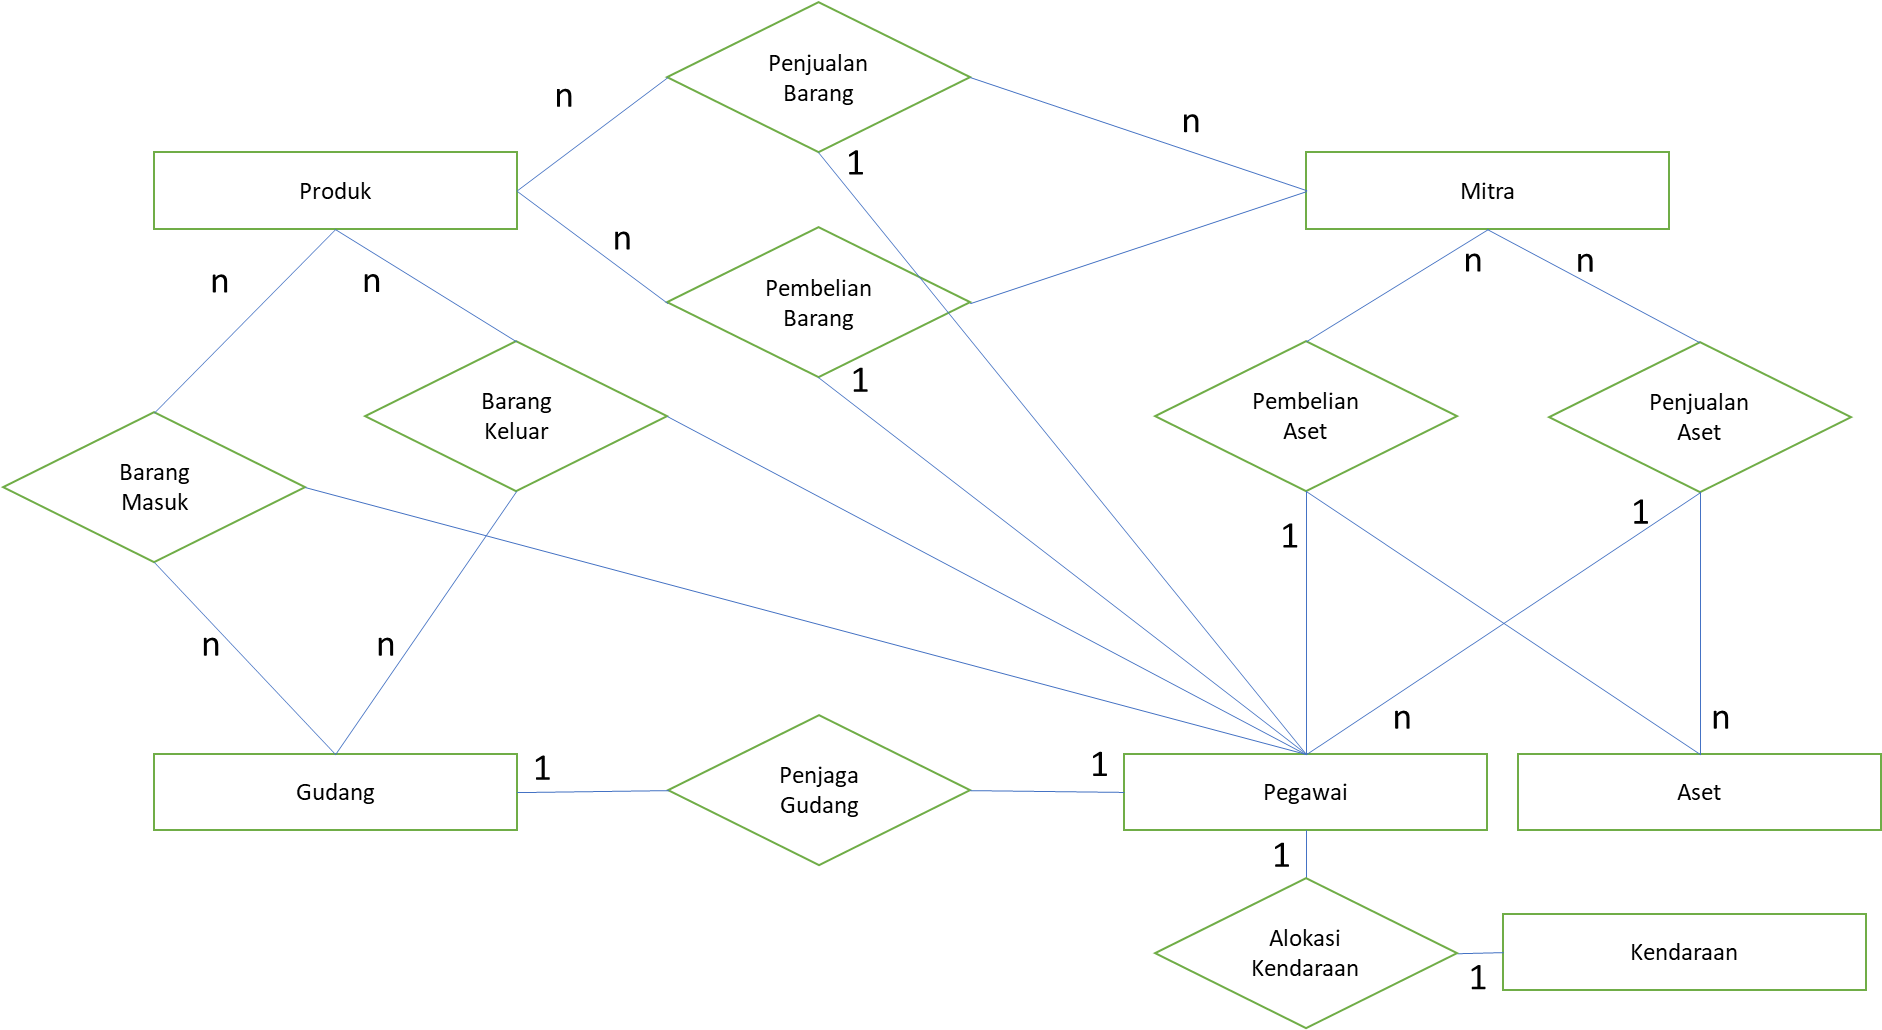 Penjualan
Barang
n
n
1
Produk
Mitra
n
n
n
n
n
Pembelian
Barang
1
Barang
Keluar
Pembelian
Aset
Penjualan
Aset
Barang
Masuk
1
1
n
n
n
n
1
1
Penjaga
Gudang
Gudang
Pegawai
Aset
1
Alokasi
Kendaraan
1
Kendaraan